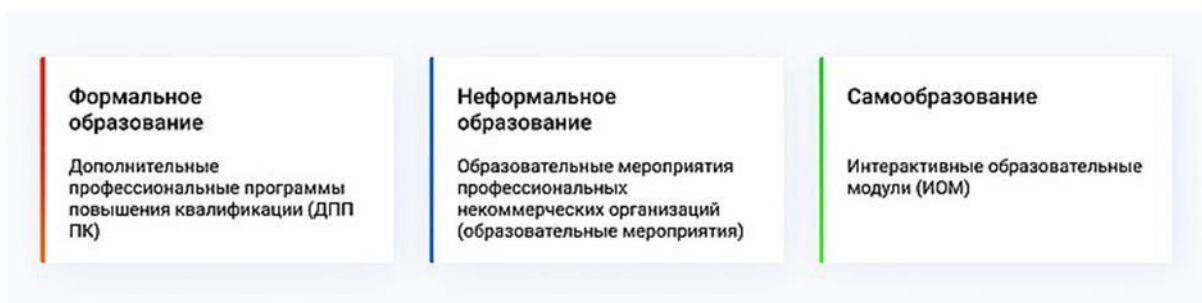 Формальное
образование
Дополнительные
профессиональные программы
повышения квалификации (ДПП
ПК)
Неформальное
образование
Образовательные мероприятия
профессиональных
некоммерческих организаций
(образовательные мероприятия)
Самообразование
Интерактивные образовательные
модули (ИОМ)